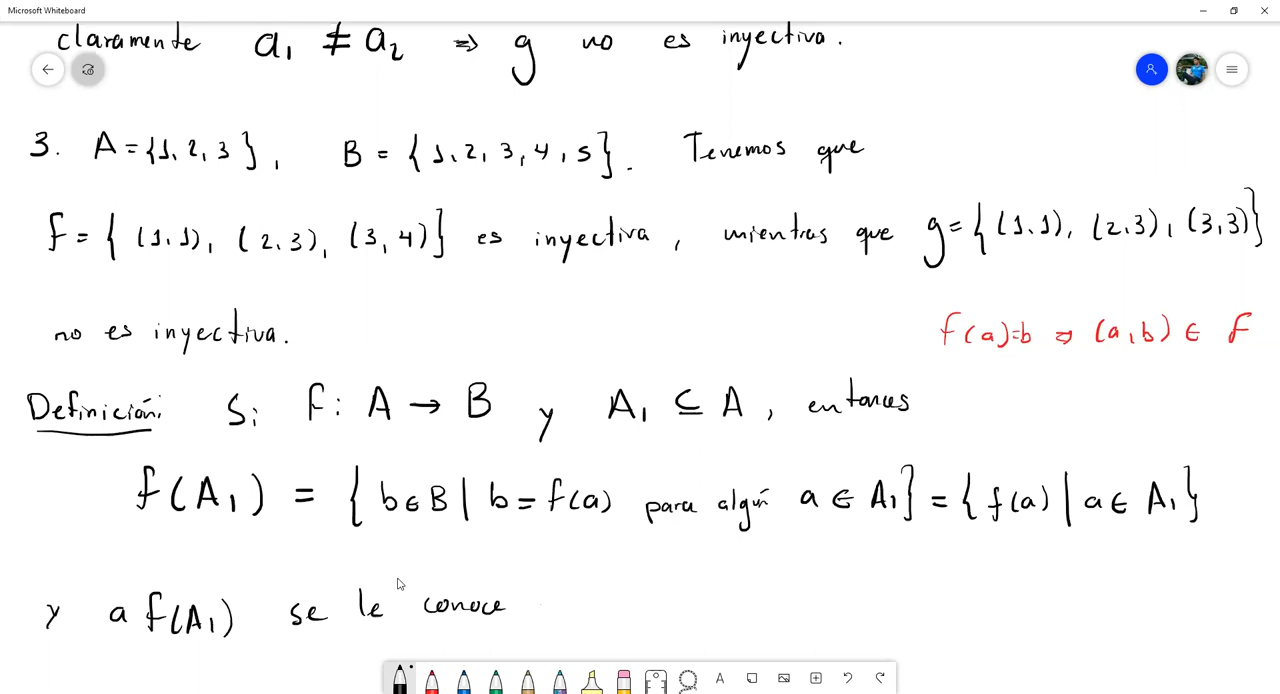 Microsoft Whiteboard
claramente a₁ ≠ a₂ ⇒ g no es inyectiva.
3. A = {1, 2, 3}, B = {1, 2, 3, 4, 5}. Tenemos que
f = {(1,1), (2,3), (3,4)} es inyectiva, mientras que g = {(1,1), (2,3), (3,3)}
no es inyectiva.
f(a)=b ⇒ (a,b) ∈ f
Definición: Si f: A → B y A₁ ⊆ A, entonces
f(A₁) = {b ∈ B | b = f(a) para algún a ∈ A₁} = {f(a) | a ∈ A₁}
y a f(A₁) se le conoce
A